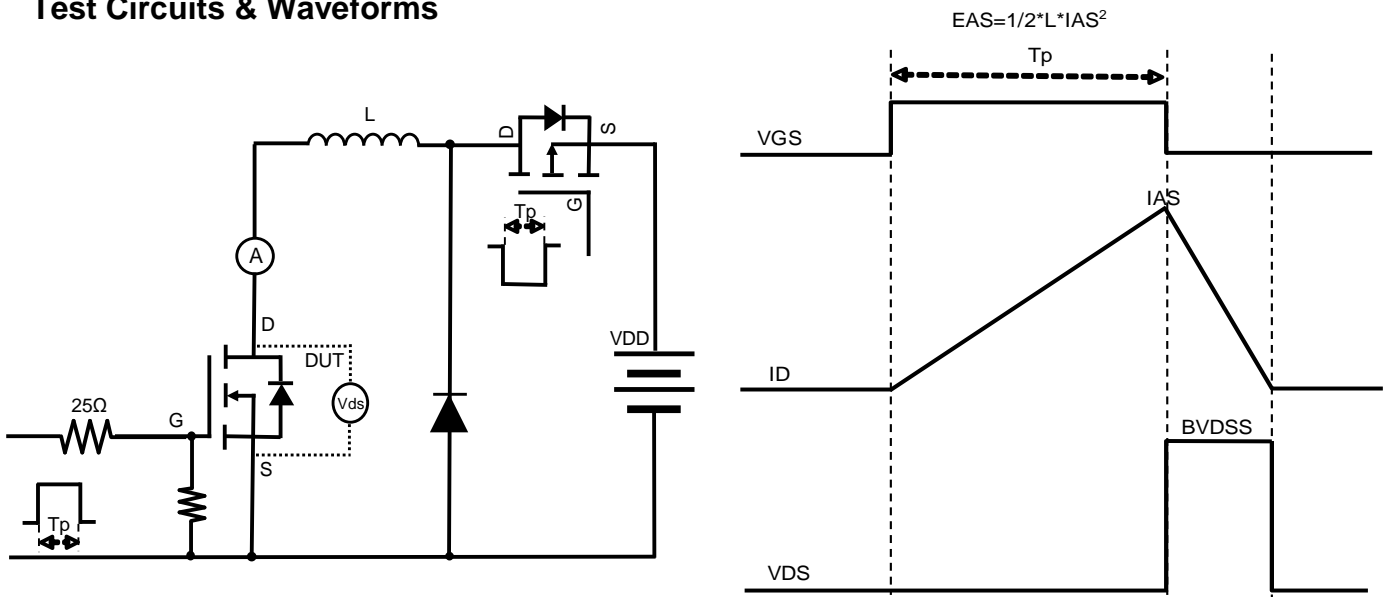 Test Circuits & Waveforms
EAS=1/2*L*IAS²
Tp
L
D
S
G
Tp
VGS
IAS
A
D
DUT
Vds
VDD
ID
25Ω
G
S
BVDSS
Tp
VDS